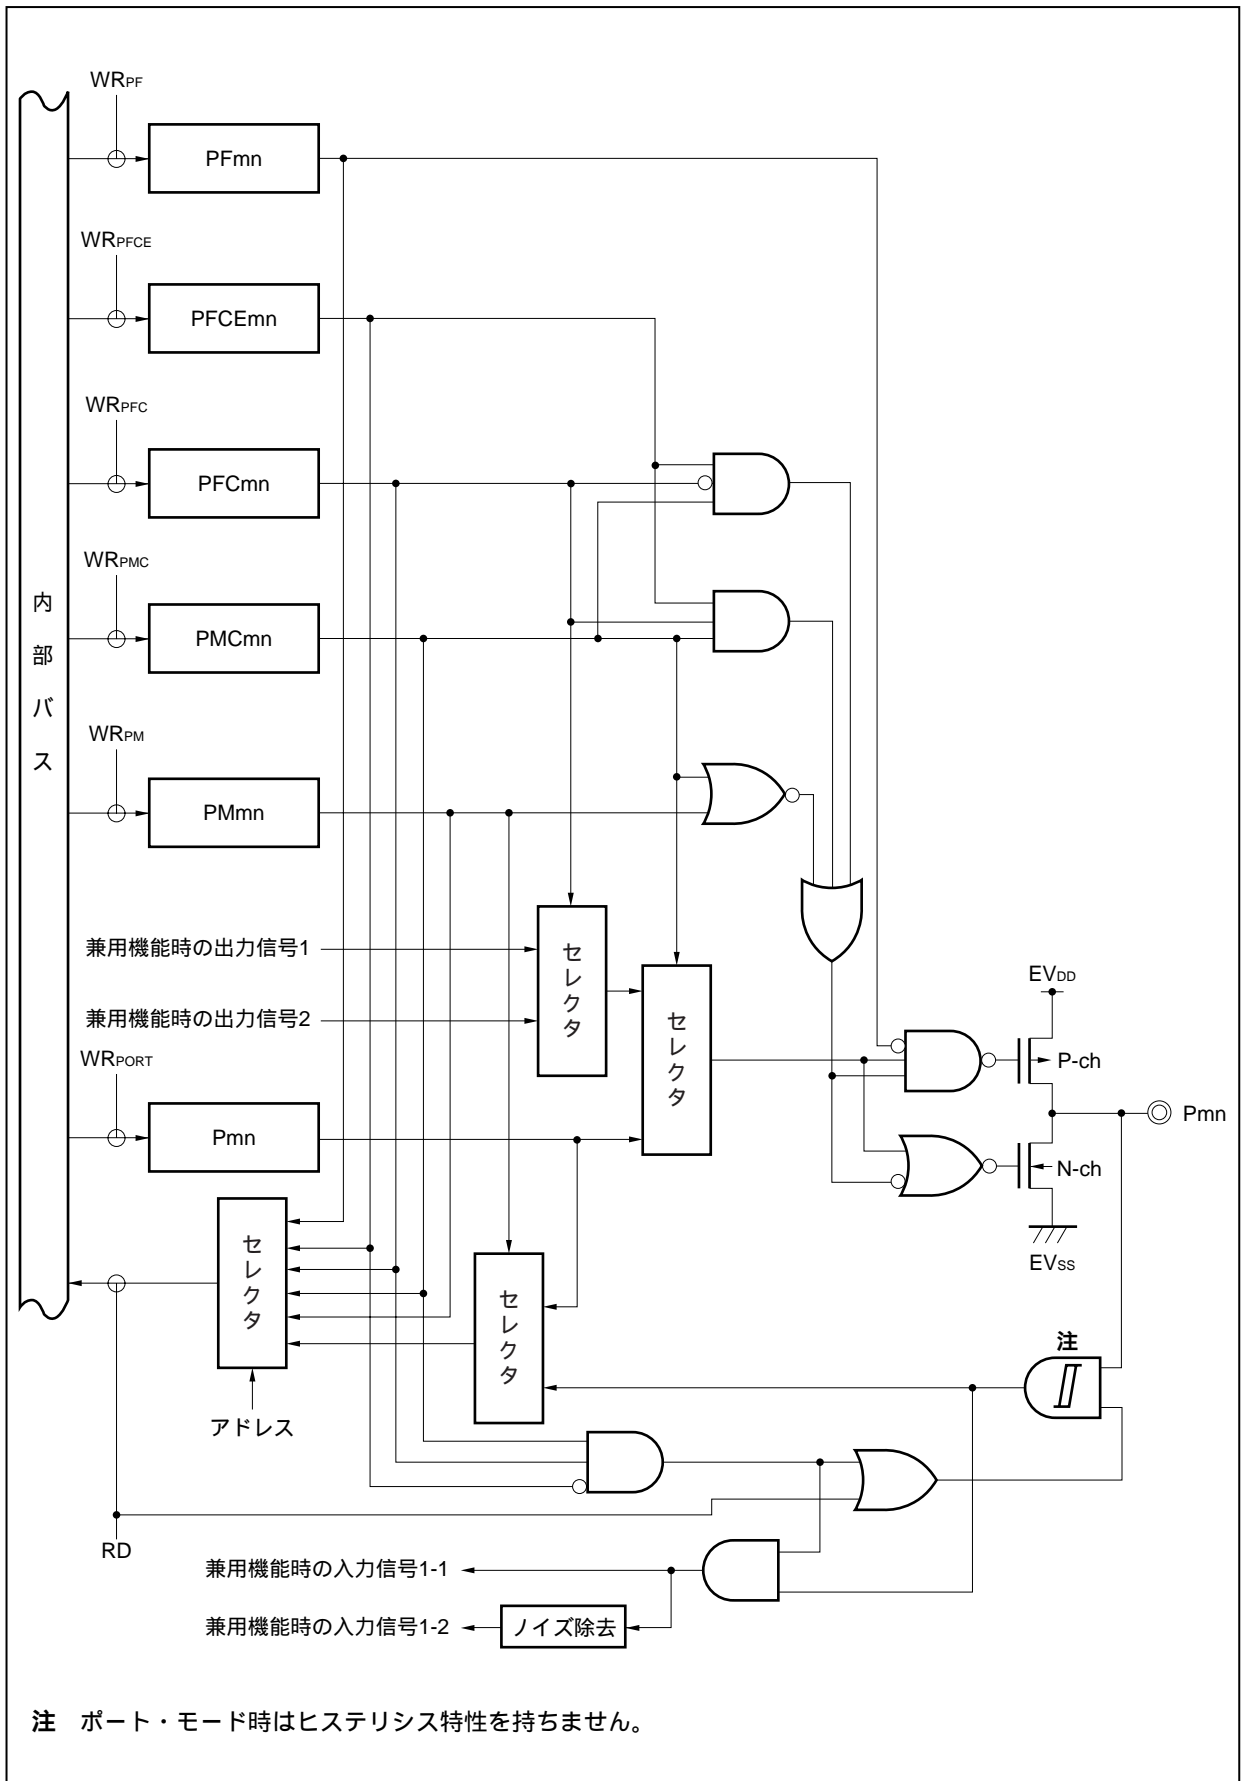 WRPF
PFmn
WRPFCE
PFCEmn
WRPFC
PFCmn
WRPMC
PMCmn
内部バス
WRPM
PMmn
兼用機能時の出力信号1
セレクタ
兼用機能時の出力信号2
セレクタ
EVDD
P-ch
WRPORT
Pmn
Pmn
N-ch
EVSS
セレクタ
セレクタ
注
アドレス
RD
兼用機能時の入力信号1-1
兼用機能時の入力信号1-2
ノイズ除去
注 ポート・モード時はヒステリシス特性を持ちません。